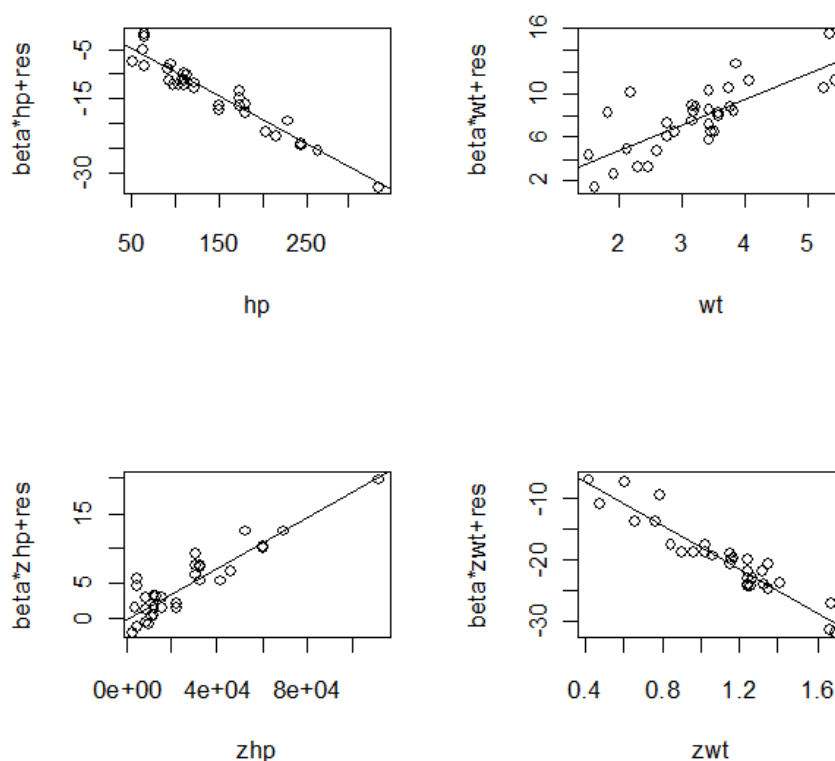 beta*hp+res
-5
-15
-30
50 150 250
hp
beta*wt+res
16
10
6
2
2 3 4 5
wt
beta*zhp+res
15
5
0
0e+00 4e+04 8e+04
zhp
beta*zwt+res
-10
-20
-30
0.4 0.8 1.2 1.6
zwt